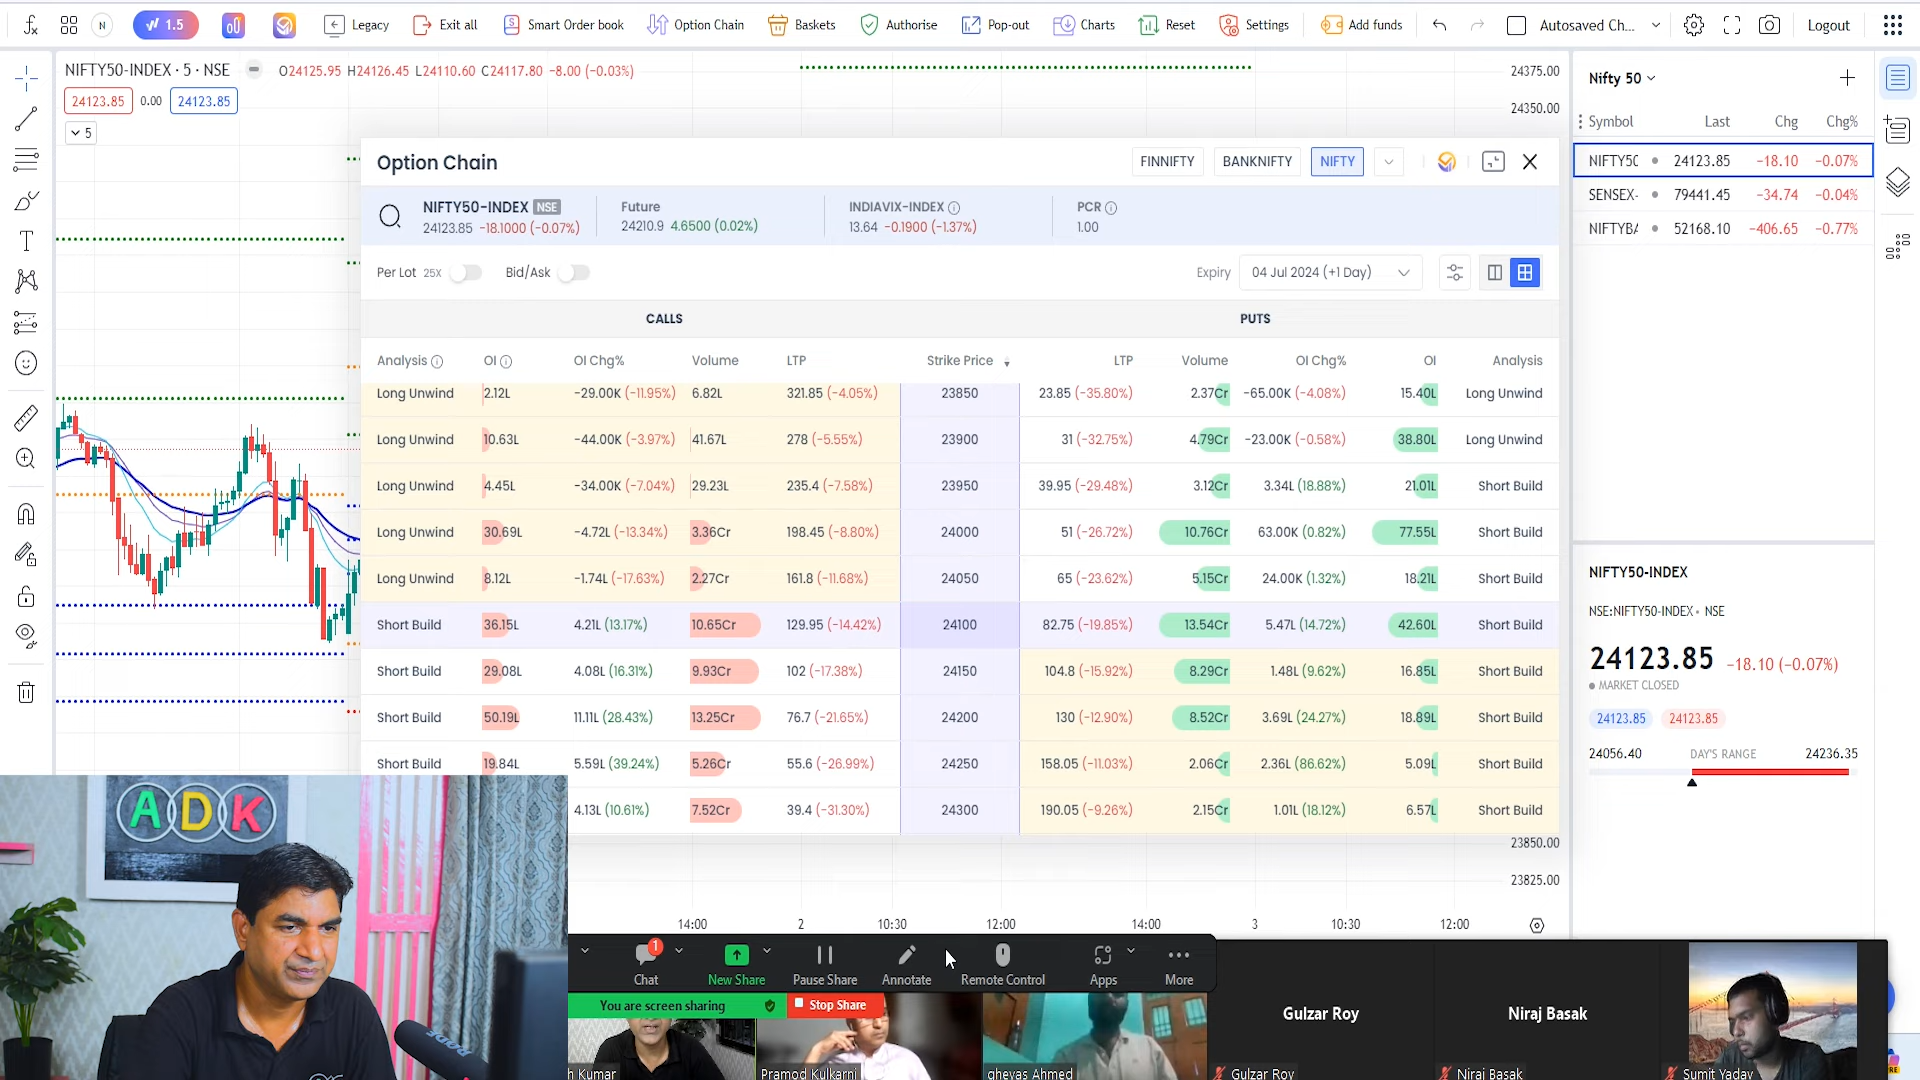 1.5 Legacy Exit all Smart Order book Option Chain Baskets Authorise Pop-out Charts Reset Settings Add funds Autosaved Ch... Logout
NIFTY50-INDEX · 5 · NSE O24125.95 H24126.45 L24110.60 C24117.80 -8.00 (-0.03%)
24123.85 0.00 24123.85
5
24375.00
24350.00
Option Chain FINNIFTY BANKNIFTY NIFTY
NIFTY50-INDEX NSE Future INDIAVIX-INDEX PCR
24123.85 -18.1000 (-0.07%) 24210.9 4.6500 (0.02%) 13.64 -0.1900 (-1.37%) 1.00
Per Lot 25X Bid/Ask Expiry 04 Jul 2024 (+1 Day)
CALLS PUTS
Analysis OI OI Chg% Volume LTP Strike Price LTP Volume OI Chg% OI Analysis
Long Unwind 2.12L -29.00K (-11.95%) 6.82L 321.85 (-4.05%) 23850 23.85 (-35.80%) 2.37Cr -65.00K (-4.08%) 15.40L Long Unwind
Long Unwind 10.63L -44.00K (-3.97%) 41.67L 278 (-5.55%) 23900 31 (-32.75%) 4.79Cr -23.00K (-0.58%) 38.80L Long Unwind
Long Unwind 4.45L -34.00K (-7.04%) 29.23L 235.4 (-7.58%) 23950 39.95 (-29.48%) 3.12Cr 3.34L (18.88%) 21.01L Short Build
Long Unwind 30.69L -4.72L (-13.34%) 3.36Cr 198.45 (-8.80%) 24000 51 (-26.72%) 10.76Cr 63.00K (0.82%) 77.55L Short Build
Long Unwind 8.12L -1.74L (-17.63%) 2.27Cr 161.8 (-11.68%) 24050 65 (-23.62%) 5.15Cr 24.00K (1.32%) 18.21L Short Build
Short Build 36.15L 4.21L (13.17%) 10.65Cr 129.95 (-14.42%) 24100 82.75 (-19.85%) 13.54Cr 5.47L (14.72%) 42.60L Short Build
Short Build 29.08L 4.08L (16.31%) 9.93Cr 102 (-17.38%) 24150 104.8 (-15.92%) 8.29Cr 1.48L (9.62%) 16.85L Short Build
Short Build 50.19L 11.11L (28.43%) 13.25Cr 76.7 (-21.65%) 24200 130 (-12.90%) 8.52Cr 3.69L (24.27%) 18.89L Short Build
Short Build 19.84L 5.59L (39.24%) 5.26Cr 55.6 (-26.99%) 24250 158.05 (-11.03%) 2.06Cr 2.36L (86.62%) 5.09L Short Build
4.13L (10.61%) 7.52Cr 39.4 (-31.30%) 24300 190.05 (-9.26%) 2.15Cr 1.01L (18.12%) 6.57L Short Build
23850.00
23825.00
14:00 2 10:30 12:00 14:00 3 10:30 12:00
Nifty 50
Symbol Last Chg Chg%
NIFTY5C 24123.85 -18.10 -0.07%
SENSEX- 79441.45 -34.74 -0.04%
NIFTYBA 52168.10 -406.65 -0.77%
NIFTY50-INDEX
NSE:NIFTY50-INDEX • NSE
24123.85 -18.10 (-0.07%)
MARKET CLOSED
24123.85 24123.85
24056.40 DAY'S RANGE 24236.35
ADK
1
Chat New Share Pause Share Annotate Remote Control Apps More
You are screen sharing Stop Share
Gulzar Roy Niraj Basak
h Kumar Pramod Kulkarni gheyas Ahmed Gulzar Roy Niraj Basak Sumit Yadav